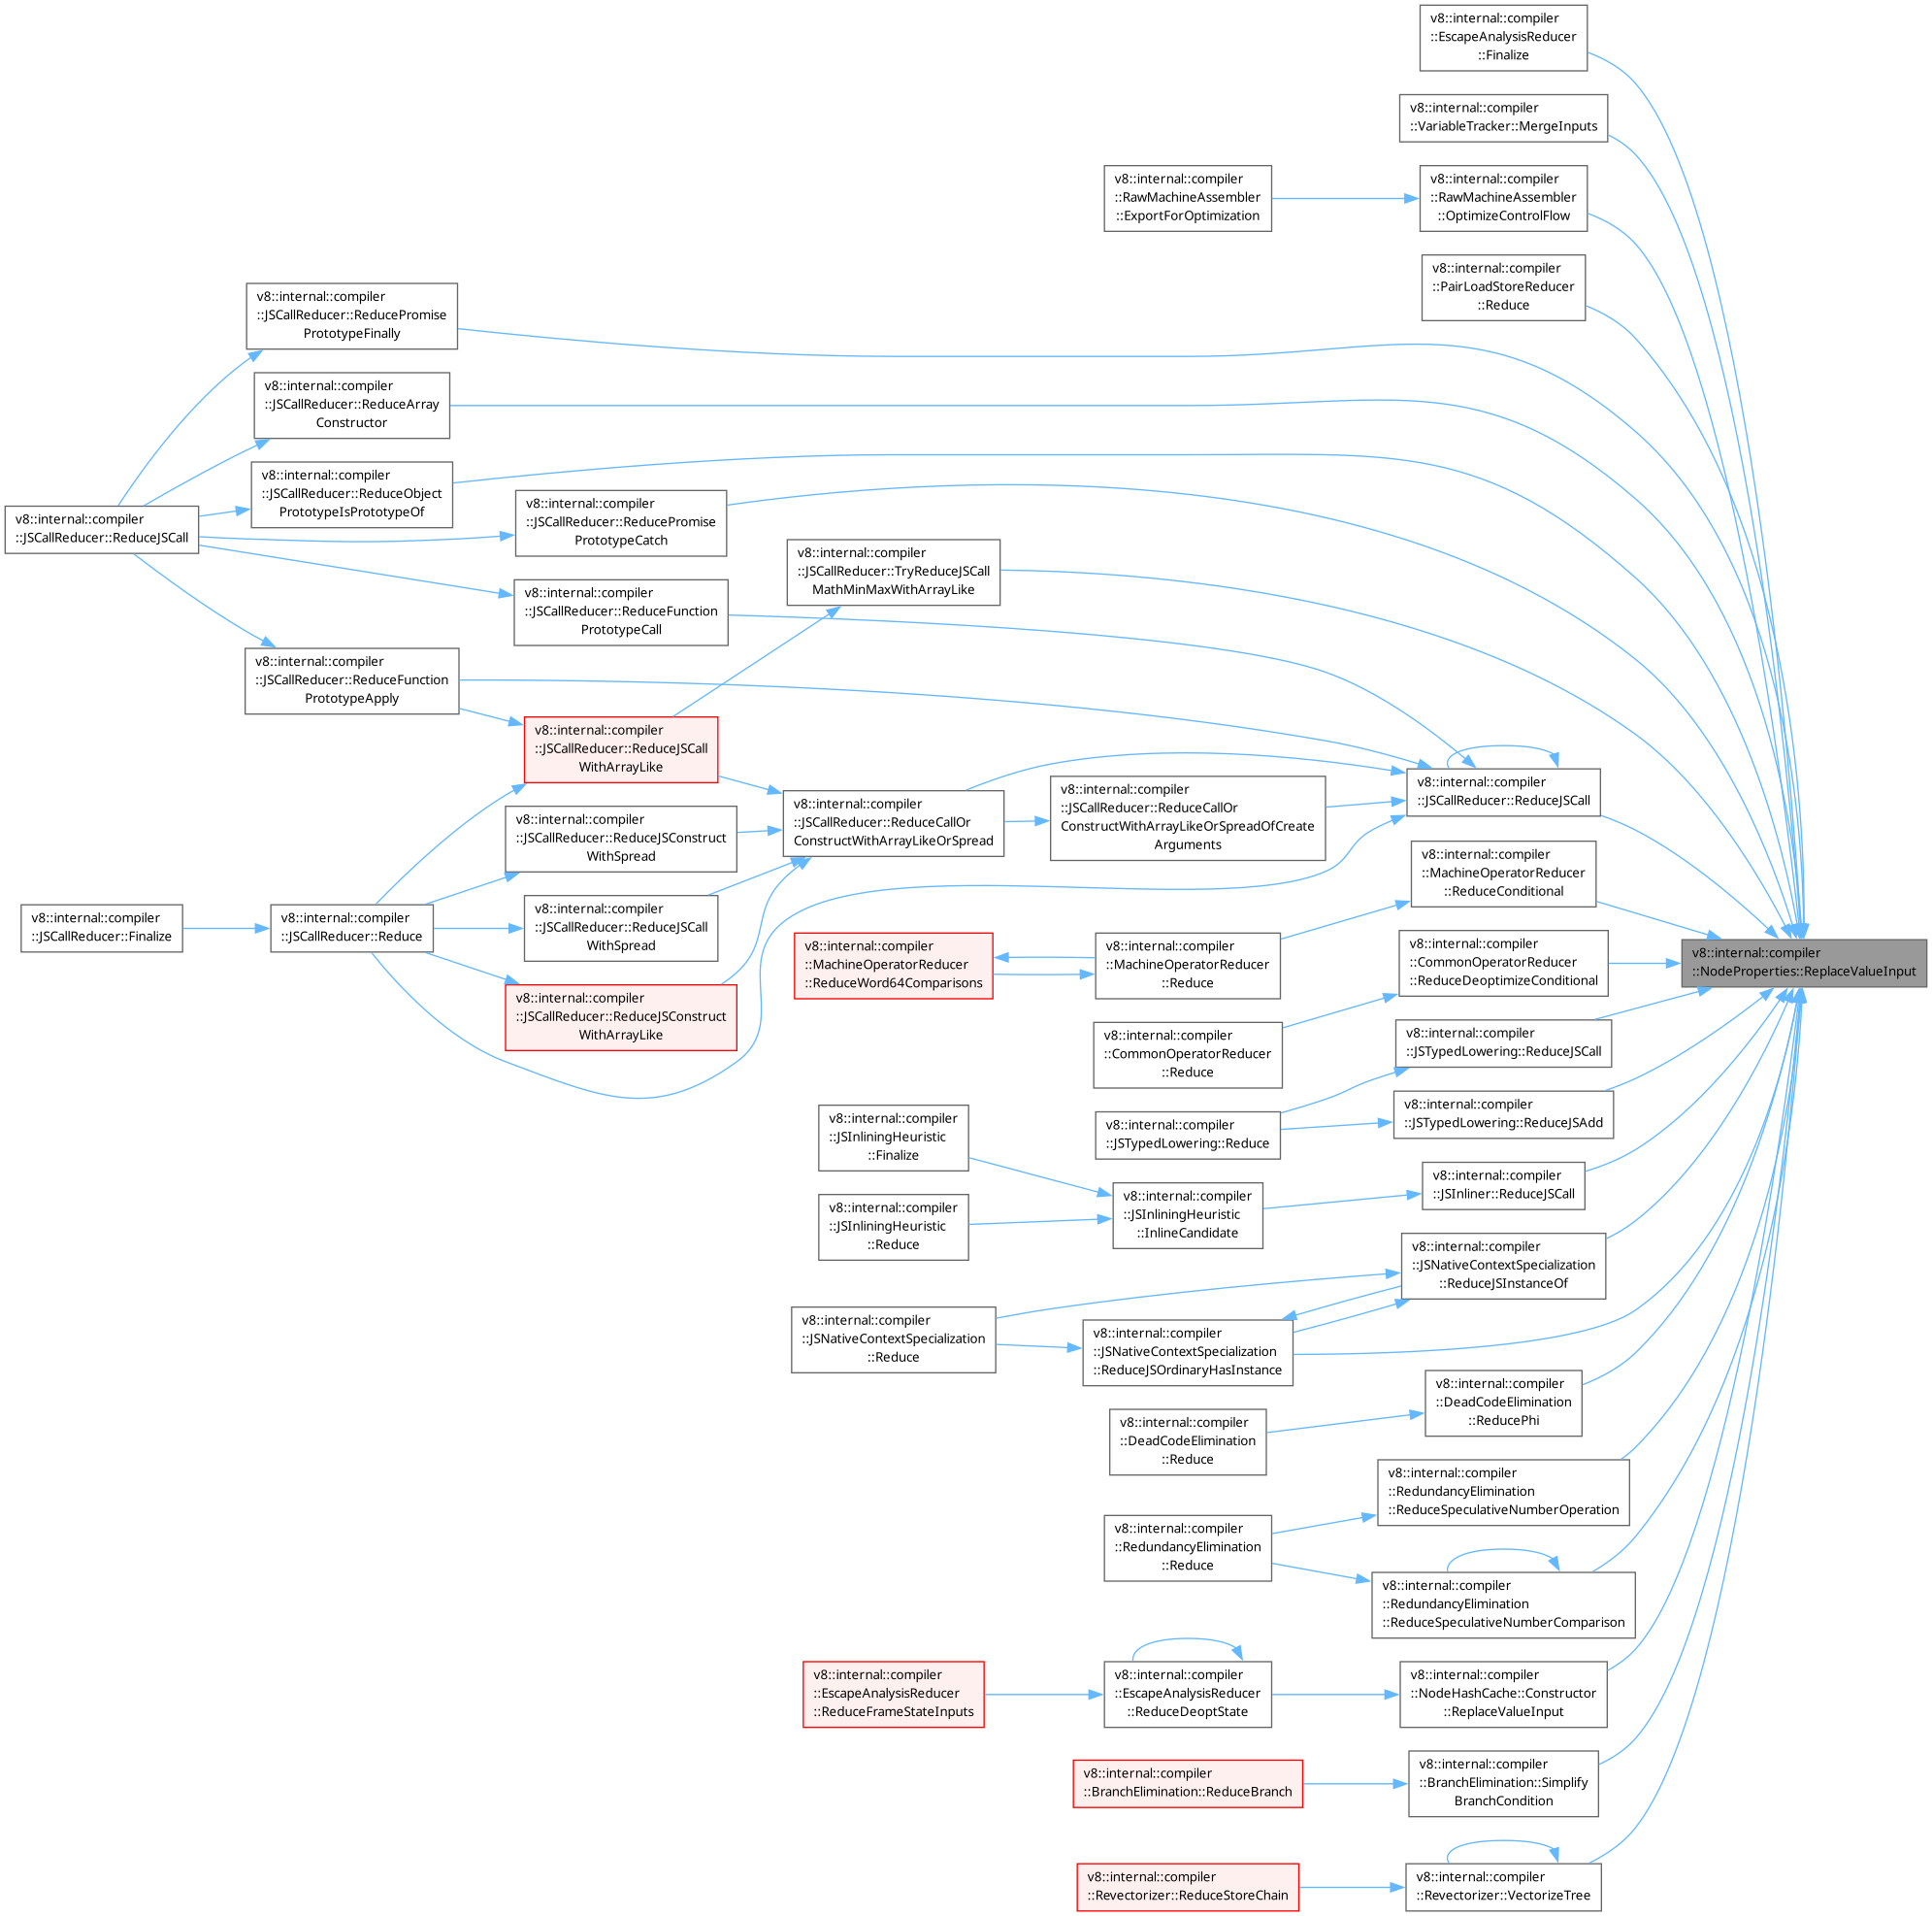 v8::internal::compiler
::EscapeAnalysisReducer
::Finalize
v8::internal::compiler
::VariableTracker::MergeInputs
v8::internal::compiler
::RawMachineAssembler
::ExportForOptimization
v8::internal::compiler
::RawMachineAssembler
::OptimizeControlFlow
v8::internal::compiler
::PairLoadStoreReducer
::Reduce
v8::internal::compiler
::JSCallReducer::ReducePromise
PrototypeFinally
v8::internal::compiler
::JSCallReducer::ReduceArray
Constructor
v8::internal::compiler
::JSCallReducer::ReduceObject
PrototypeIsPrototypeOf
v8::internal::compiler
::JSCallReducer::ReduceJSCall
v8::internal::compiler
::JSCallReducer::ReducePromise
PrototypeCatch
v8::internal::compiler
::JSCallReducer::TryReduceJSCall
MathMinMaxWithArrayLike
v8::internal::compiler
::JSCallReducer::ReduceFunction
PrototypeCall
v8::internal::compiler
::JSCallReducer::ReduceFunction
PrototypeApply
v8::internal::compiler
::JSCallReducer::ReduceJSCall
WithArrayLike
v8::internal::compiler
::JSCallReducer::ReduceJSCall
v8::internal::compiler
::JSCallReducer::ReduceCallOr
ConstructWithArrayLikeOrSpreadOfCreate
Arguments
v8::internal::compiler
::JSCallReducer::ReduceCallOr
ConstructWithArrayLikeOrSpread
v8::internal::compiler
::JSCallReducer::ReduceJSConstruct
WithSpread
v8::internal::compiler
::MachineOperatorReducer
::ReduceConditional
v8::internal::compiler
::JSCallReducer::Finalize
v8::internal::compiler
::JSCallReducer::Reduce
v8::internal::compiler
::JSCallReducer::ReduceJSCall
WithSpread
v8::internal::compiler
::MachineOperatorReducer
::ReduceWord64Comparisons
v8::internal::compiler
::MachineOperatorReducer
::Reduce
v8::internal::compiler
::CommonOperatorReducer
::ReduceDeoptimizeConditional
v8::internal::compiler
::NodeProperties::ReplaceValueInput
v8::internal::compiler
::JSCallReducer::ReduceJSConstruct
WithArrayLike
v8::internal::compiler
::CommonOperatorReducer
::Reduce
v8::internal::compiler
::JSTypedLowering::ReduceJSCall
v8::internal::compiler
::JSTypedLowering::Reduce
v8::internal::compiler
::JSTypedLowering::ReduceJSAdd
v8::internal::compiler
::JSInliningHeuristic
::Finalize
v8::internal::compiler
::JSInliningHeuristic
::Reduce
v8::internal::compiler
::JSInliningHeuristic
::InlineCandidate
v8::internal::compiler
::JSInliner::ReduceJSCall
v8::internal::compiler
::JSNativeContextSpecialization
::ReduceJSInstanceOf
v8::internal::compiler
::JSNativeContextSpecialization
::Reduce
v8::internal::compiler
::JSNativeContextSpecialization
::ReduceJSOrdinaryHasInstance
v8::internal::compiler
::DeadCodeElimination
::ReducePhi
v8::internal::compiler
::DeadCodeElimination
::Reduce
v8::internal::compiler
::RedundancyElimination
::ReduceSpeculativeNumberOperation
v8::internal::compiler
::RedundancyElimination
::Reduce
v8::internal::compiler
::RedundancyElimination
::ReduceSpeculativeNumberComparison
v8::internal::compiler
::EscapeAnalysisReducer
::ReduceFrameStateInputs
v8::internal::compiler
::EscapeAnalysisReducer
::ReduceDeoptState
v8::internal::compiler
::NodeHashCache::Constructor
::ReplaceValueInput
v8::internal::compiler
::BranchElimination::ReduceBranch
v8::internal::compiler
::BranchElimination::Simplify
BranchCondition
v8::internal::compiler
::Revectorizer::ReduceStoreChain
v8::internal::compiler
::Revectorizer::VectorizeTree